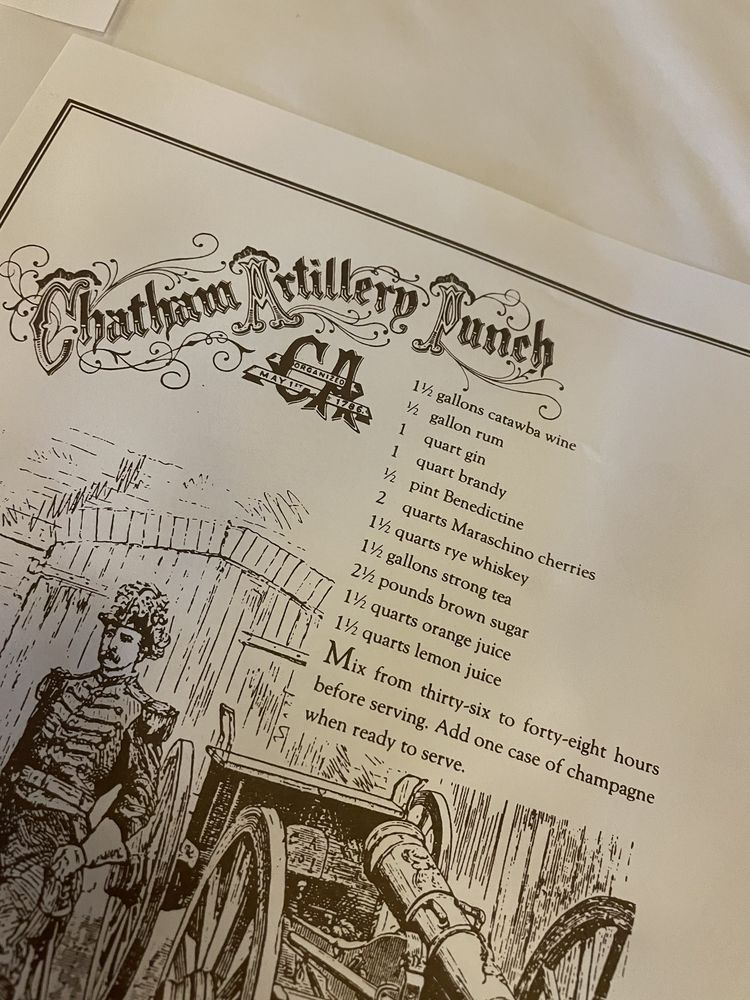 Chatham Artillery Punch
CA
ORGANIZED
MAY 1ST 1786
1½ gallons catawba wine
½ gallon rum
1 quart gin
1 quart brandy
½ pint Benedictine
2 quarts Maraschino cherries
1½ quarts rye whiskey
1½ gallons strong tea
2½ pounds brown sugar
1½ quarts orange juice
1½ quarts lemon juice
Mix from thirty-six to forty-eight hours
before serving. Add one case of champagne
when ready to serve.